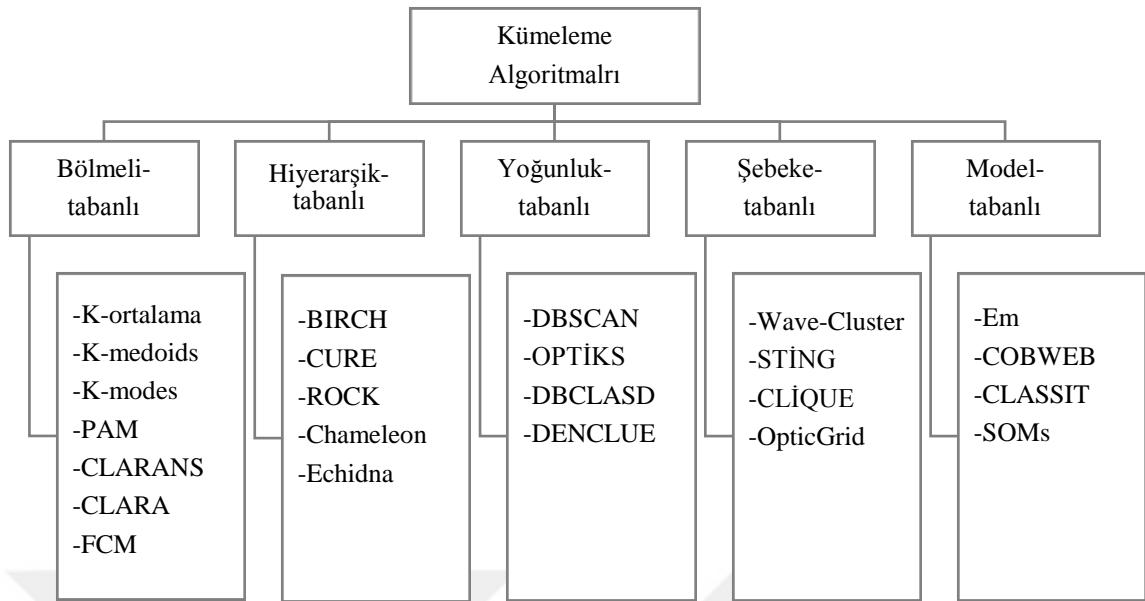 Kümeleme
Algoritmalrı
Bölmeli-
tabanlı
Hiyerarşik-
tabanlı
Yoğunluk-
tabanlı
Şebeke-
tabanlı
Model-
tabanlı
-K-ortalama
-K-medoids
-K-modes
-PAM
-CLARANS
-CLARA
-FCM
-BIRCH
-CURE
-ROCK
-Chameleon
-Echidna
-DBSCAN
-OPTİKS
-DBCLASD
-DENCLUE
-Wave-Cluster
-STİNG
-CLİQUE
-OpticGrid
-Em
-COBWEB
-CLASSIT
-SOMs